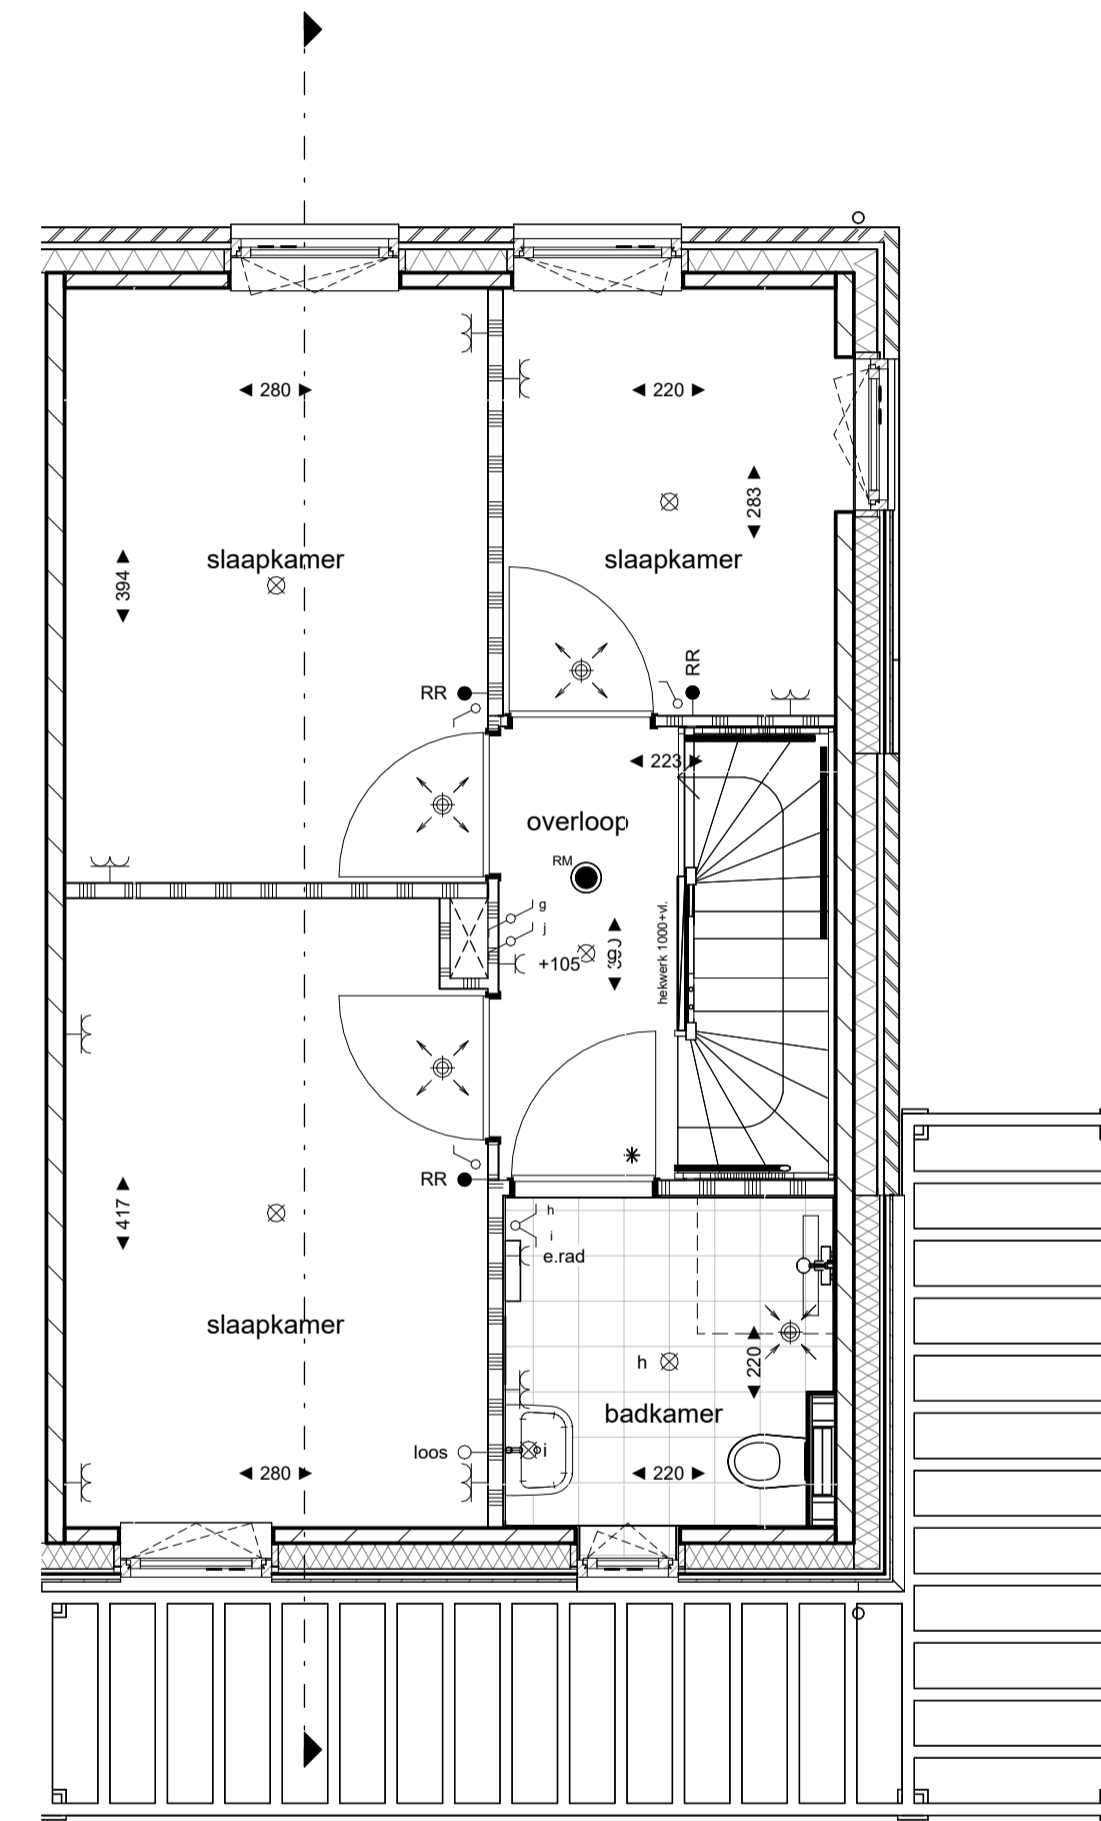 280
220
283
394
slaapkamer
slaapkamer
RR
RR
223
overloop
RM
g
j
+105
390
hekwerk 1000+vl.
RR
417
h
i
e.rad
slaapkamer
h
220
badkamer
loos
i
280
220